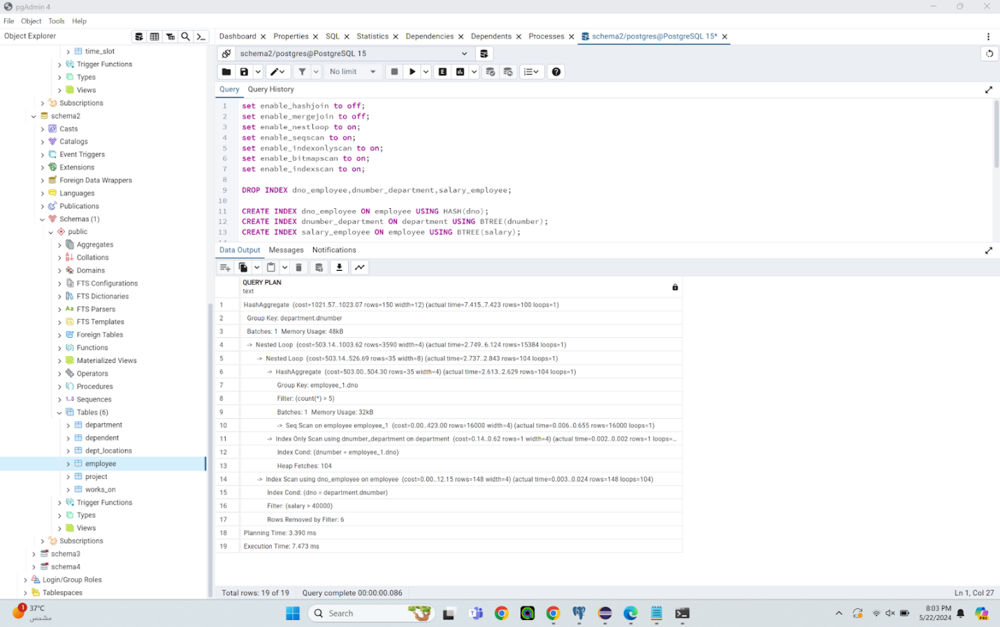 pgAdmin 4
File Object Tools Help
Object Explorer
Dashboard Properties SQL Statistics Dependencies Dependents Processes schema2/postgres@PostgreSQL 15*
time_slot
Trigger Functions
Types
Views
Subscriptions
schema2
Casts
Catalogs
Event Triggers
Extensions
Foreign Data Wrappers
Languages
Publications
Schemas (1)
public
Aggregates
Collations
Domains
FTS Configurations
FTS Dictionaries
FTS Parsers
FTS Templates
Foreign Tables
Functions
Materialized Views
Operators
Procedures
Sequences
Tables (6)
department
dependent
dept_locations
employee
project
works_on
Trigger Functions
Types
Views
Subscriptions
schema3
schema4
Login/Group Roles
Tablespaces
schema2/postgres@PostgreSQL 15
No limit
Query Query History
1 set enable_hashjoin to off;
2 set enable_mergejoin to off;
3 set enable_nestloop to on;
4 set enable_seqscan to on;
5 set enable_indexonlyscan to on;
6 set enable_bitmapscan to on;
7 set enable_indexscan to on;
8
9 DROP INDEX dno_employee,dnumber_department,salary_employee;
10
11 CREATE INDEX dno_employee ON employee USING HASH(dno);
12 CREATE INDEX dnumber_department ON department USING BTREE(dnumber);
13 CREATE INDEX salary_employee ON employee USING BTREE(salary);
Data Output Messages Notifications
QUERY PLAN
text
1 HashAggregate (cost=1021.57..1023.07 rows=150 width=12) (actual time=7.415..7.423 rows=100 loops=1)
2 Group Key: department.dnumber
3 Batches: 1 Memory Usage: 48kB
4 -> Nested Loop (cost=503.14..1003.62 rows=3590 width=4) (actual time=2.749..6.124 rows=15384 loops=1)
5 -> Nested Loop (cost=503.14..526.69 rows=35 width=8) (actual time=2.737..2.843 rows=104 loops=1)
6 -> HashAggregate (cost=503.00..504.30 rows=35 width=4) (actual time=2.613..2.629 rows=104 loops=1)
7 Group Key: employee_1.dno
8 Filter: (count(*) > 5)
9 Batches: 1 Memory Usage: 32kB
10 -> Seq Scan on employee employee_1 (cost=0.00..423.00 rows=16000 width=4) (actual time=0.006..0.655 rows=16000 loops=1)
11 -> Index Only Scan using dnumber_department on department (cost=0.14..0.62 rows=1 width=4) (actual time=0.002..0.002 rows=1 loops=...
12 Index Cond: (dnumber = employee_1.dno)
13 Heap Fetches: 104
14 -> Index Scan using dno_employee on employee (cost=0.00..12.15 rows=148 width=4) (actual time=0.003..0.024 rows=148 loops=104)
15 Index Cond: (dno = department.dnumber)
16 Filter: (salary > 40000)
17 Rows Removed by Filter: 6
18 Planning Time: 3.390 ms
19 Execution Time: 7.473 ms
Total rows: 19 of 19 Query complete 00:00:00.086 Ln 1, Col 27
1
37°C
مشمس
Search
8:03 PM
5/22/2024